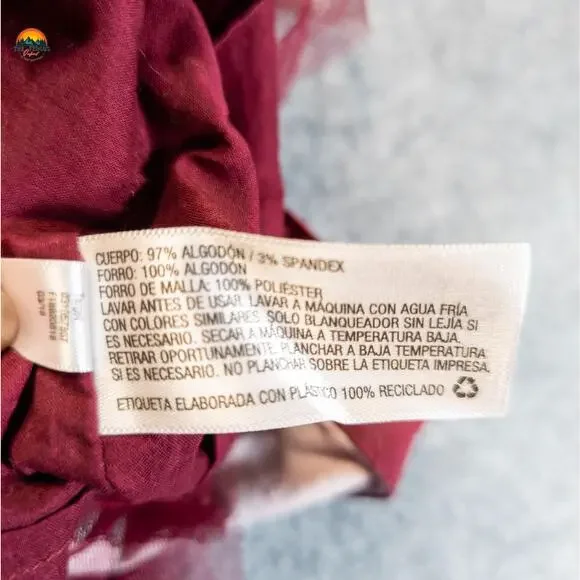 CUERPO: 97% ALGODÓN / 3% SPANDEX
FORRO: 100% ALGODÓN
FORRO DE MALLA: 100% POLIÉSTER
LAVAR ANTES DE USAR. LAVAR A MÁQUINA CON AGUA FRÍA
CON COLORES SIMILARES. SOLO BLANQUEADOR SIN LEJÍA SI
ES NECESARIO. SECAR A MÁQUINA A TEMPERATURA BAJA.
RETIRAR OPORTUNAMENTE. PLANCHAR A BAJA TEMPERATURA
SI ES NECESARIO. NO PLANCHAR SOBRE LA ETIQUETA IMPRESA.
ETIQUETA ELABORADA CON PLÁSTICO 100% RECICLADO